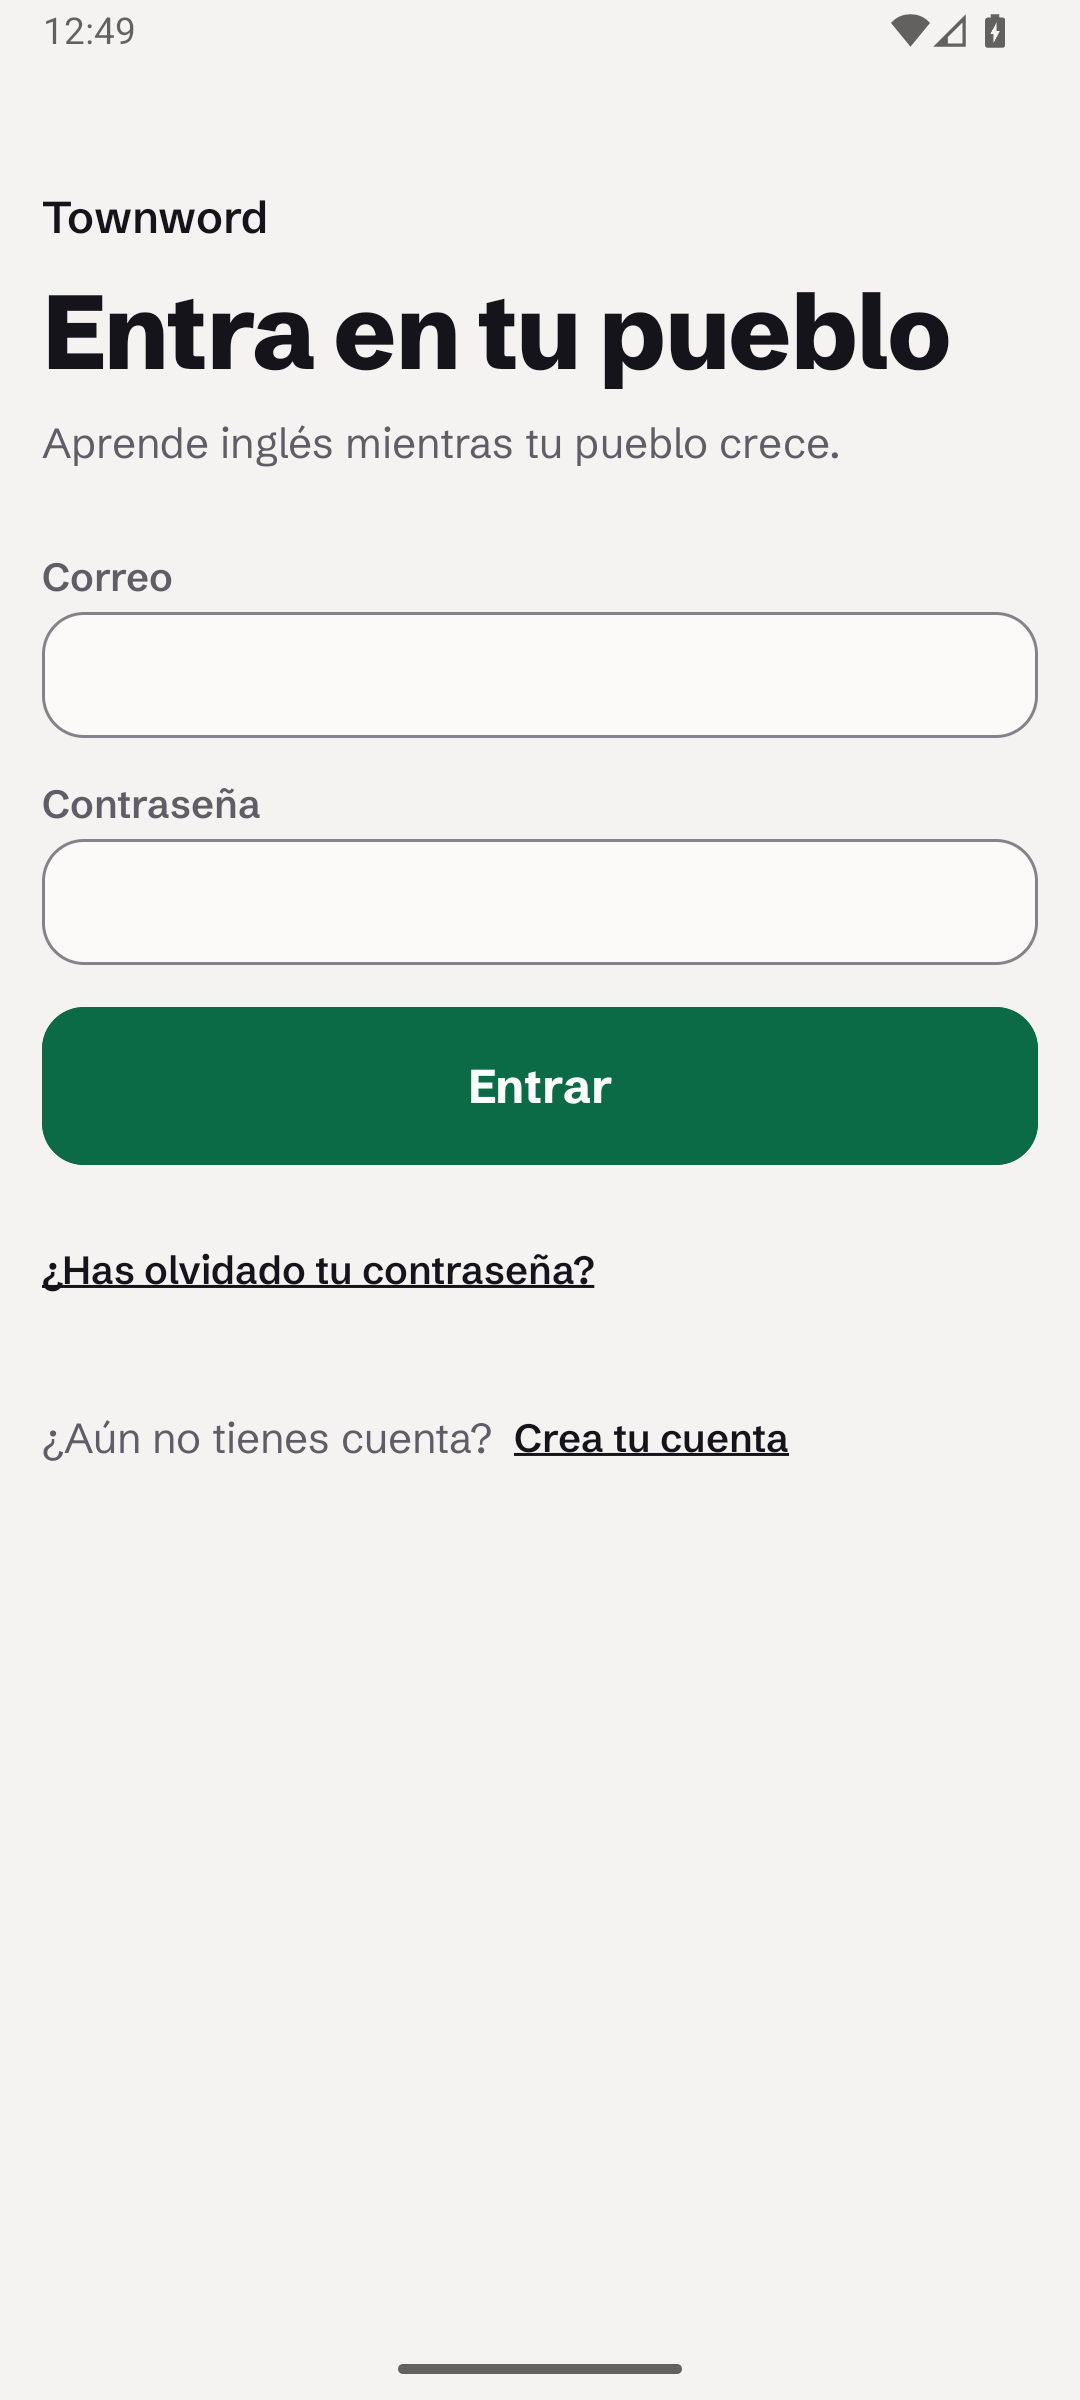 12:49
Townword
Entra en tu pueblo
Aprende inglés mientras tu pueblo crece.
Correo
Contraseña
Entrar
¿Has olvidado tu contraseña?
¿Aún no tienes cuenta? Crea tu cuenta